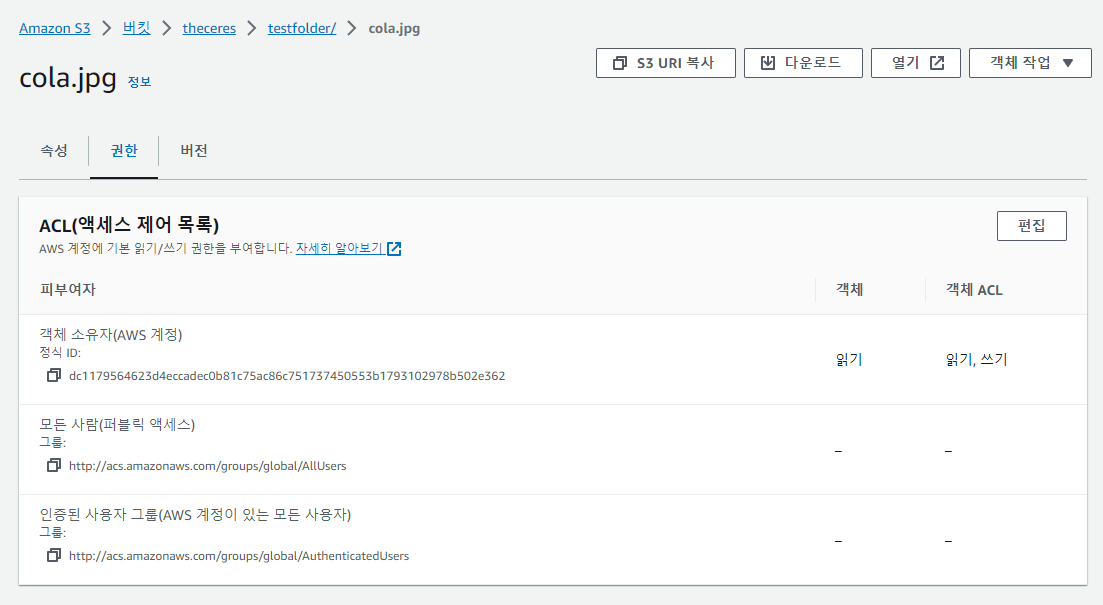 Amazon S3 > 버킷 > theceres > testfolder/ > cola.jpg
cola.jpg 정보
S3 URI 복사 다운로드 열기 객체 작업 ▼
속성 권한 버전
ACL(액세스 제어 목록)
편집
AWS 계정에 기본 읽기/쓰기 권한을 부여합니다. 자세히 알아보기
피부여자 객체 객체 ACL
객체 소유자(AWS 계정)
정식 ID:
dc1179564623d4eccadec0b81c75ac86c751737450553b1793102978b502e362
읽기 읽기, 쓰기
모든 사람(퍼블릭 액세스)
그룹:
http://acs.amazonaws.com/groups/global/AllUsers
– –
인증된 사용자 그룹(AWS 계정이 있는 모든 사용자)
그룹:
http://acs.amazonaws.com/groups/global/AuthenticatedUsers
– –